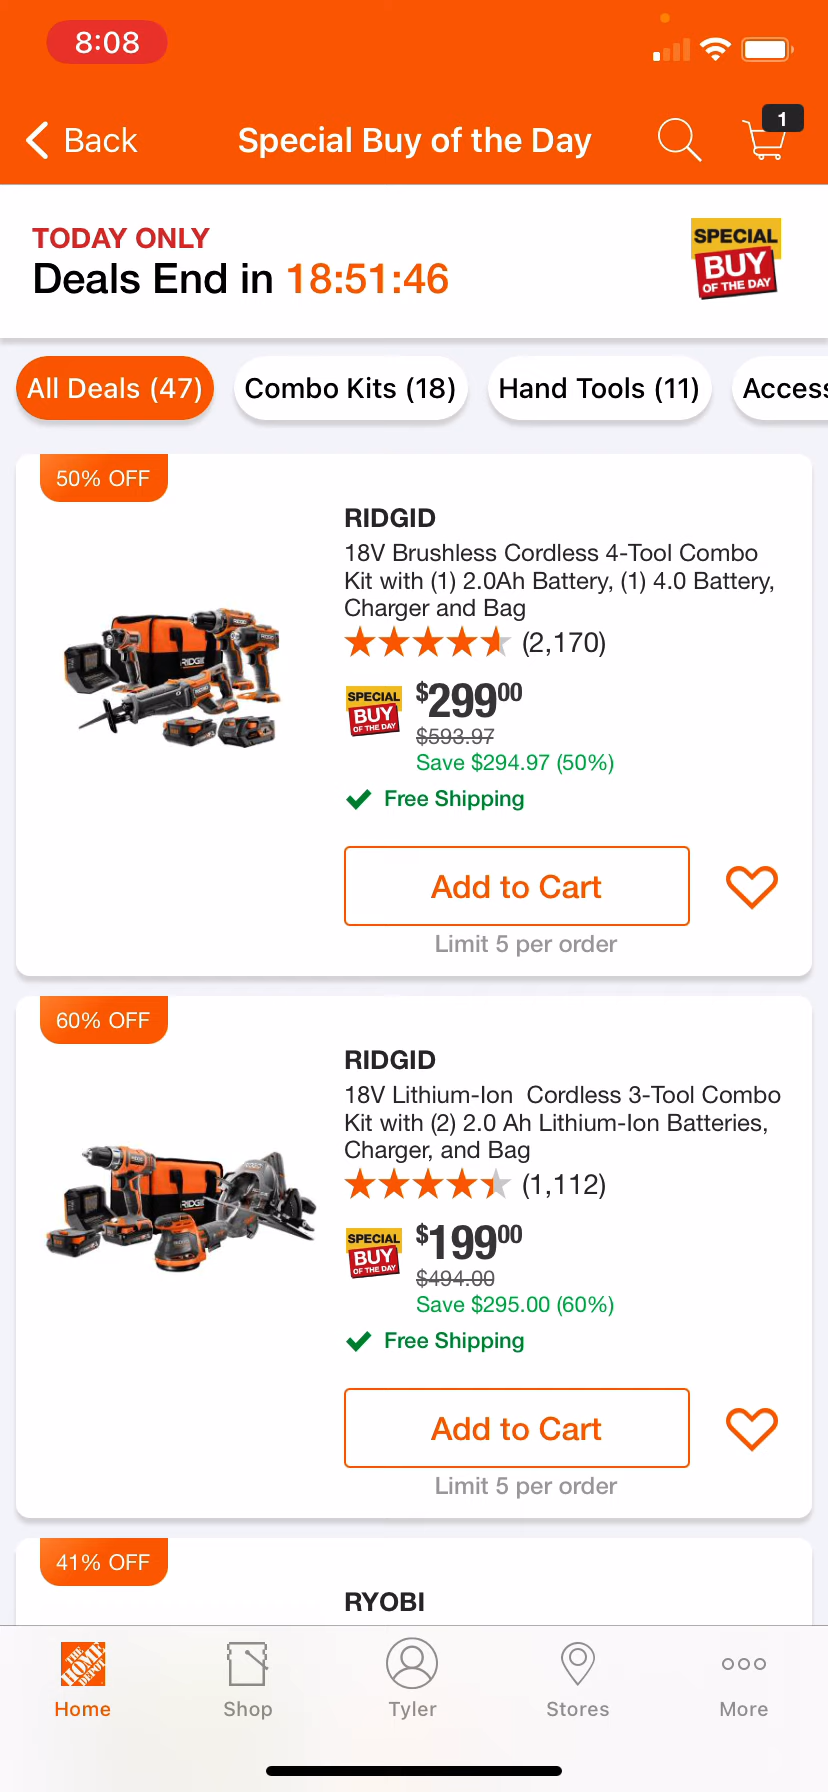 8:08
Back
Special Buy of the Day
1
TODAY ONLY
Deals End in 18:51:46
SPECIAL
BUY
OF THE DAY
All Deals (47)
Combo Kits (18)
Hand Tools (11)
Access
50% OFF
RIDGID
18V Brushless Cordless 4-Tool Combo
Kit with (1) 2.0Ah Battery, (1) 4.0 Battery,
Charger and Bag
(2,170)
SPECIAL
BUY
OF THE DAY
$29900
$593.97
Save $294.97 (50%)
Free Shipping
Add to Cart
Limit 5 per order
60% OFF
RIDGID
18V Lithium-Ion  Cordless 3-Tool Combo
Kit with (2) 2.0 Ah Lithium-Ion Batteries,
Charger, and Bag
(1,112)
SPECIAL
BUY
OF THE DAY
$19900
$494.00
Save $295.00 (60%)
Free Shipping
Add to Cart
Limit 5 per order
41% OFF
RYOBI
THE
HOME
DEPOT
Home
Shop
Tyler
Stores
More